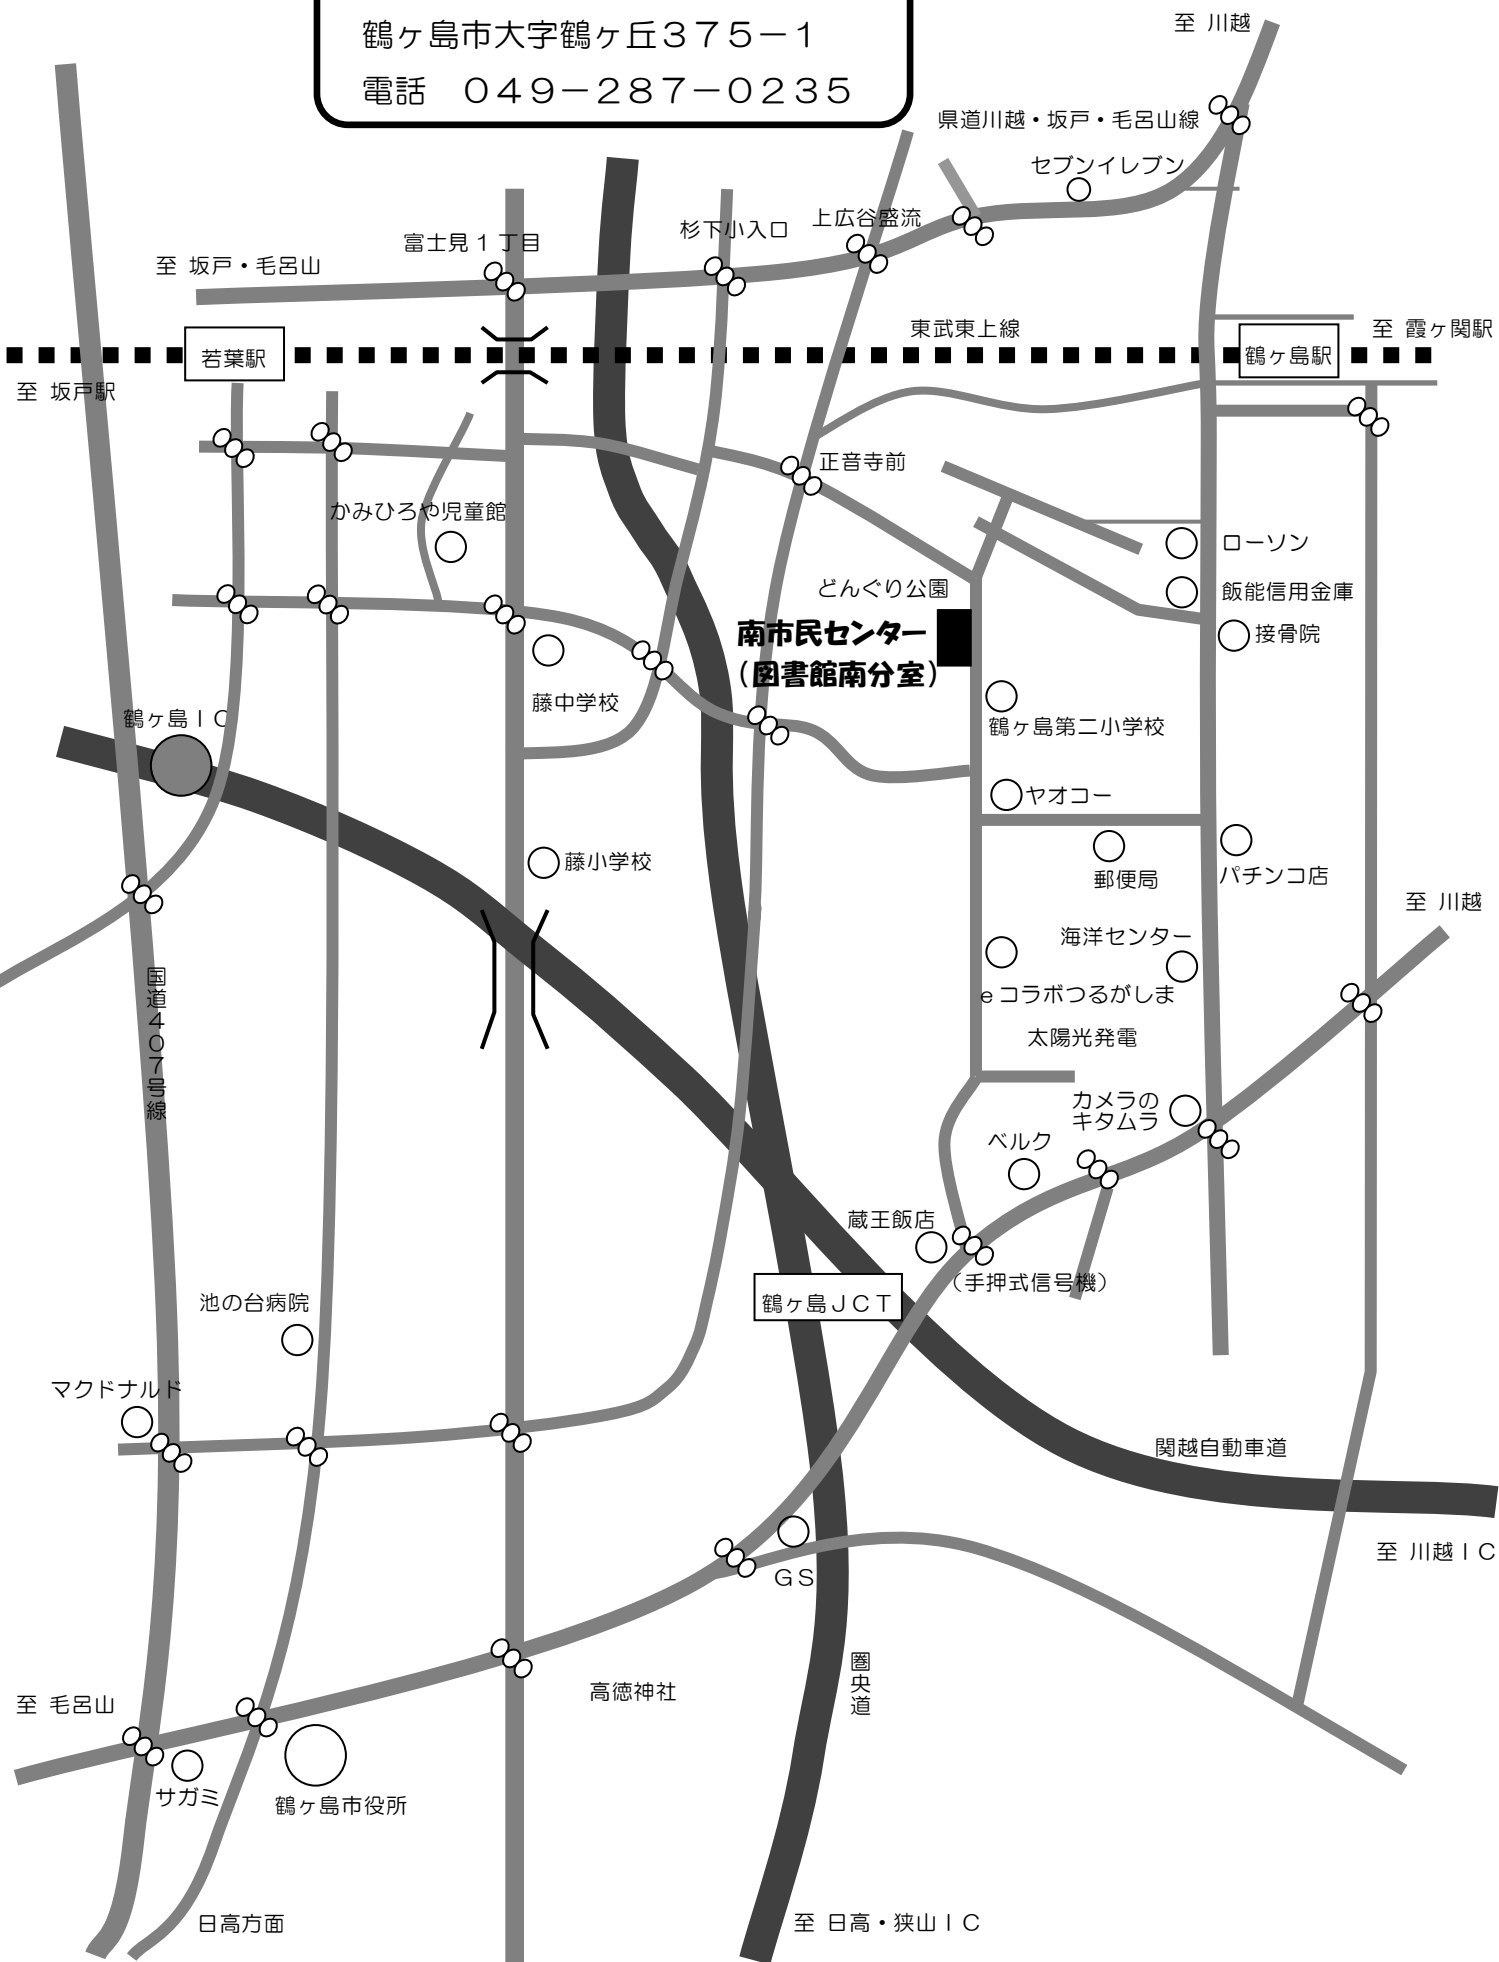 鶴ヶ島市大字鶴ヶ丘３７５－１
電話　０４９－２８７－０２３５
至 川越
県道川越・坂戸・毛呂山線
セブンイレブン
上広谷盛流
杉下小入口
富士見１丁目
至 坂戸・毛呂山
東武東上線
至 霞ヶ関駅
若葉駅
鶴ヶ島駅
至 坂戸駅
正音寺前
かみひろや児童館
ローソン
どんぐり公園
飯能信用金庫
南市民センター
（図書館南分室）
接骨院
藤中学校
鶴ヶ島ＩＣ
鶴ヶ島第二小学校
ヤオコー
藤小学校
郵便局
パチンコ店
至 川越
海洋センター
国道４０７号線
ｅコラボつるがしま
太陽光発電
カメラの
キタムラ
ベルク
蔵王飯店
（手押式信号機）
池の台病院
鶴ヶ島ＪＣＴ
マクドナルド
関越自動車道
至 川越ＩＣ
ＧＳ
圏央道
高徳神社
至 毛呂山
サガミ
鶴ヶ島市役所
日高方面
至 日高・狭山ＩＣ